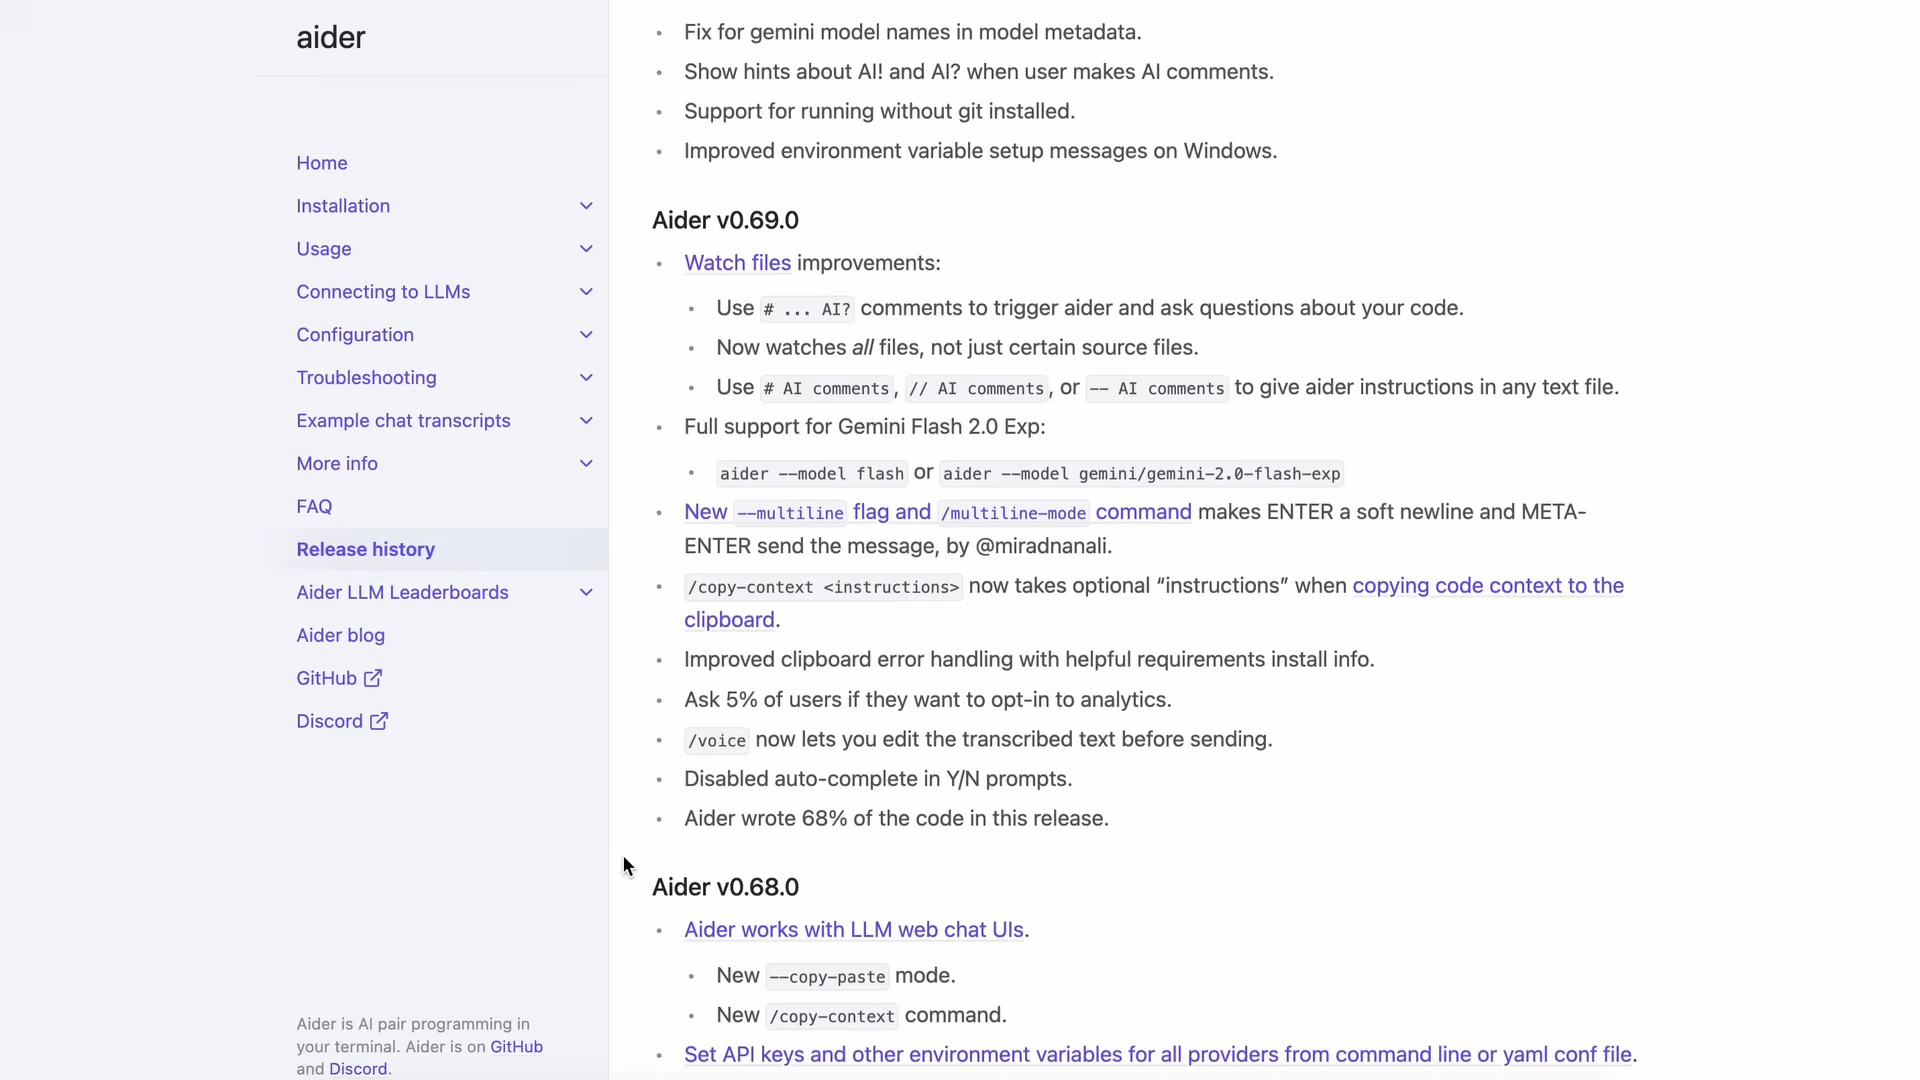 aider
Home
Installation
Usage
Connecting to LLMs
Configuration
Troubleshooting
Example chat transcripts
More info
FAQ
Release history
Aider LLM Leaderboards
Aider blog
GitHub
Discord
Aider is AI pair programming in
your terminal. Aider is on GitHub
and Discord.
Fix for gemini model names in model metadata.
Show hints about AI! and AI? when user makes AI comments.
Support for running without git installed.
Improved environment variable setup messages on Windows.
Aider v0.69.0
Watch files improvements:
Use # ... AI? comments to trigger aider and ask questions about your code.
Now watches all files, not just certain source files.
Use # AI comments, // AI comments, or -- AI comments to give aider instructions in any text file.
Full support for Gemini Flash 2.0 Exp:
aider --model flash or aider --model gemini/gemini-2.0-flash-exp
New --multiline flag and /multiline-mode command makes ENTER a soft newline and META-
ENTER send the message, by @miradnanali.
/copy-context <instructions> now takes optional “instructions” when copying code context to the
clipboard.
Improved clipboard error handling with helpful requirements install info.
Ask 5% of users if they want to opt-in to analytics.
/voice now lets you edit the transcribed text before sending.
Disabled auto-complete in Y/N prompts.
Aider wrote 68% of the code in this release.
Aider v0.68.0
Aider works with LLM web chat UIs.
New --copy-paste mode.
New /copy-context command.
Set API keys and other environment variables for all providers from command line or yaml conf file.